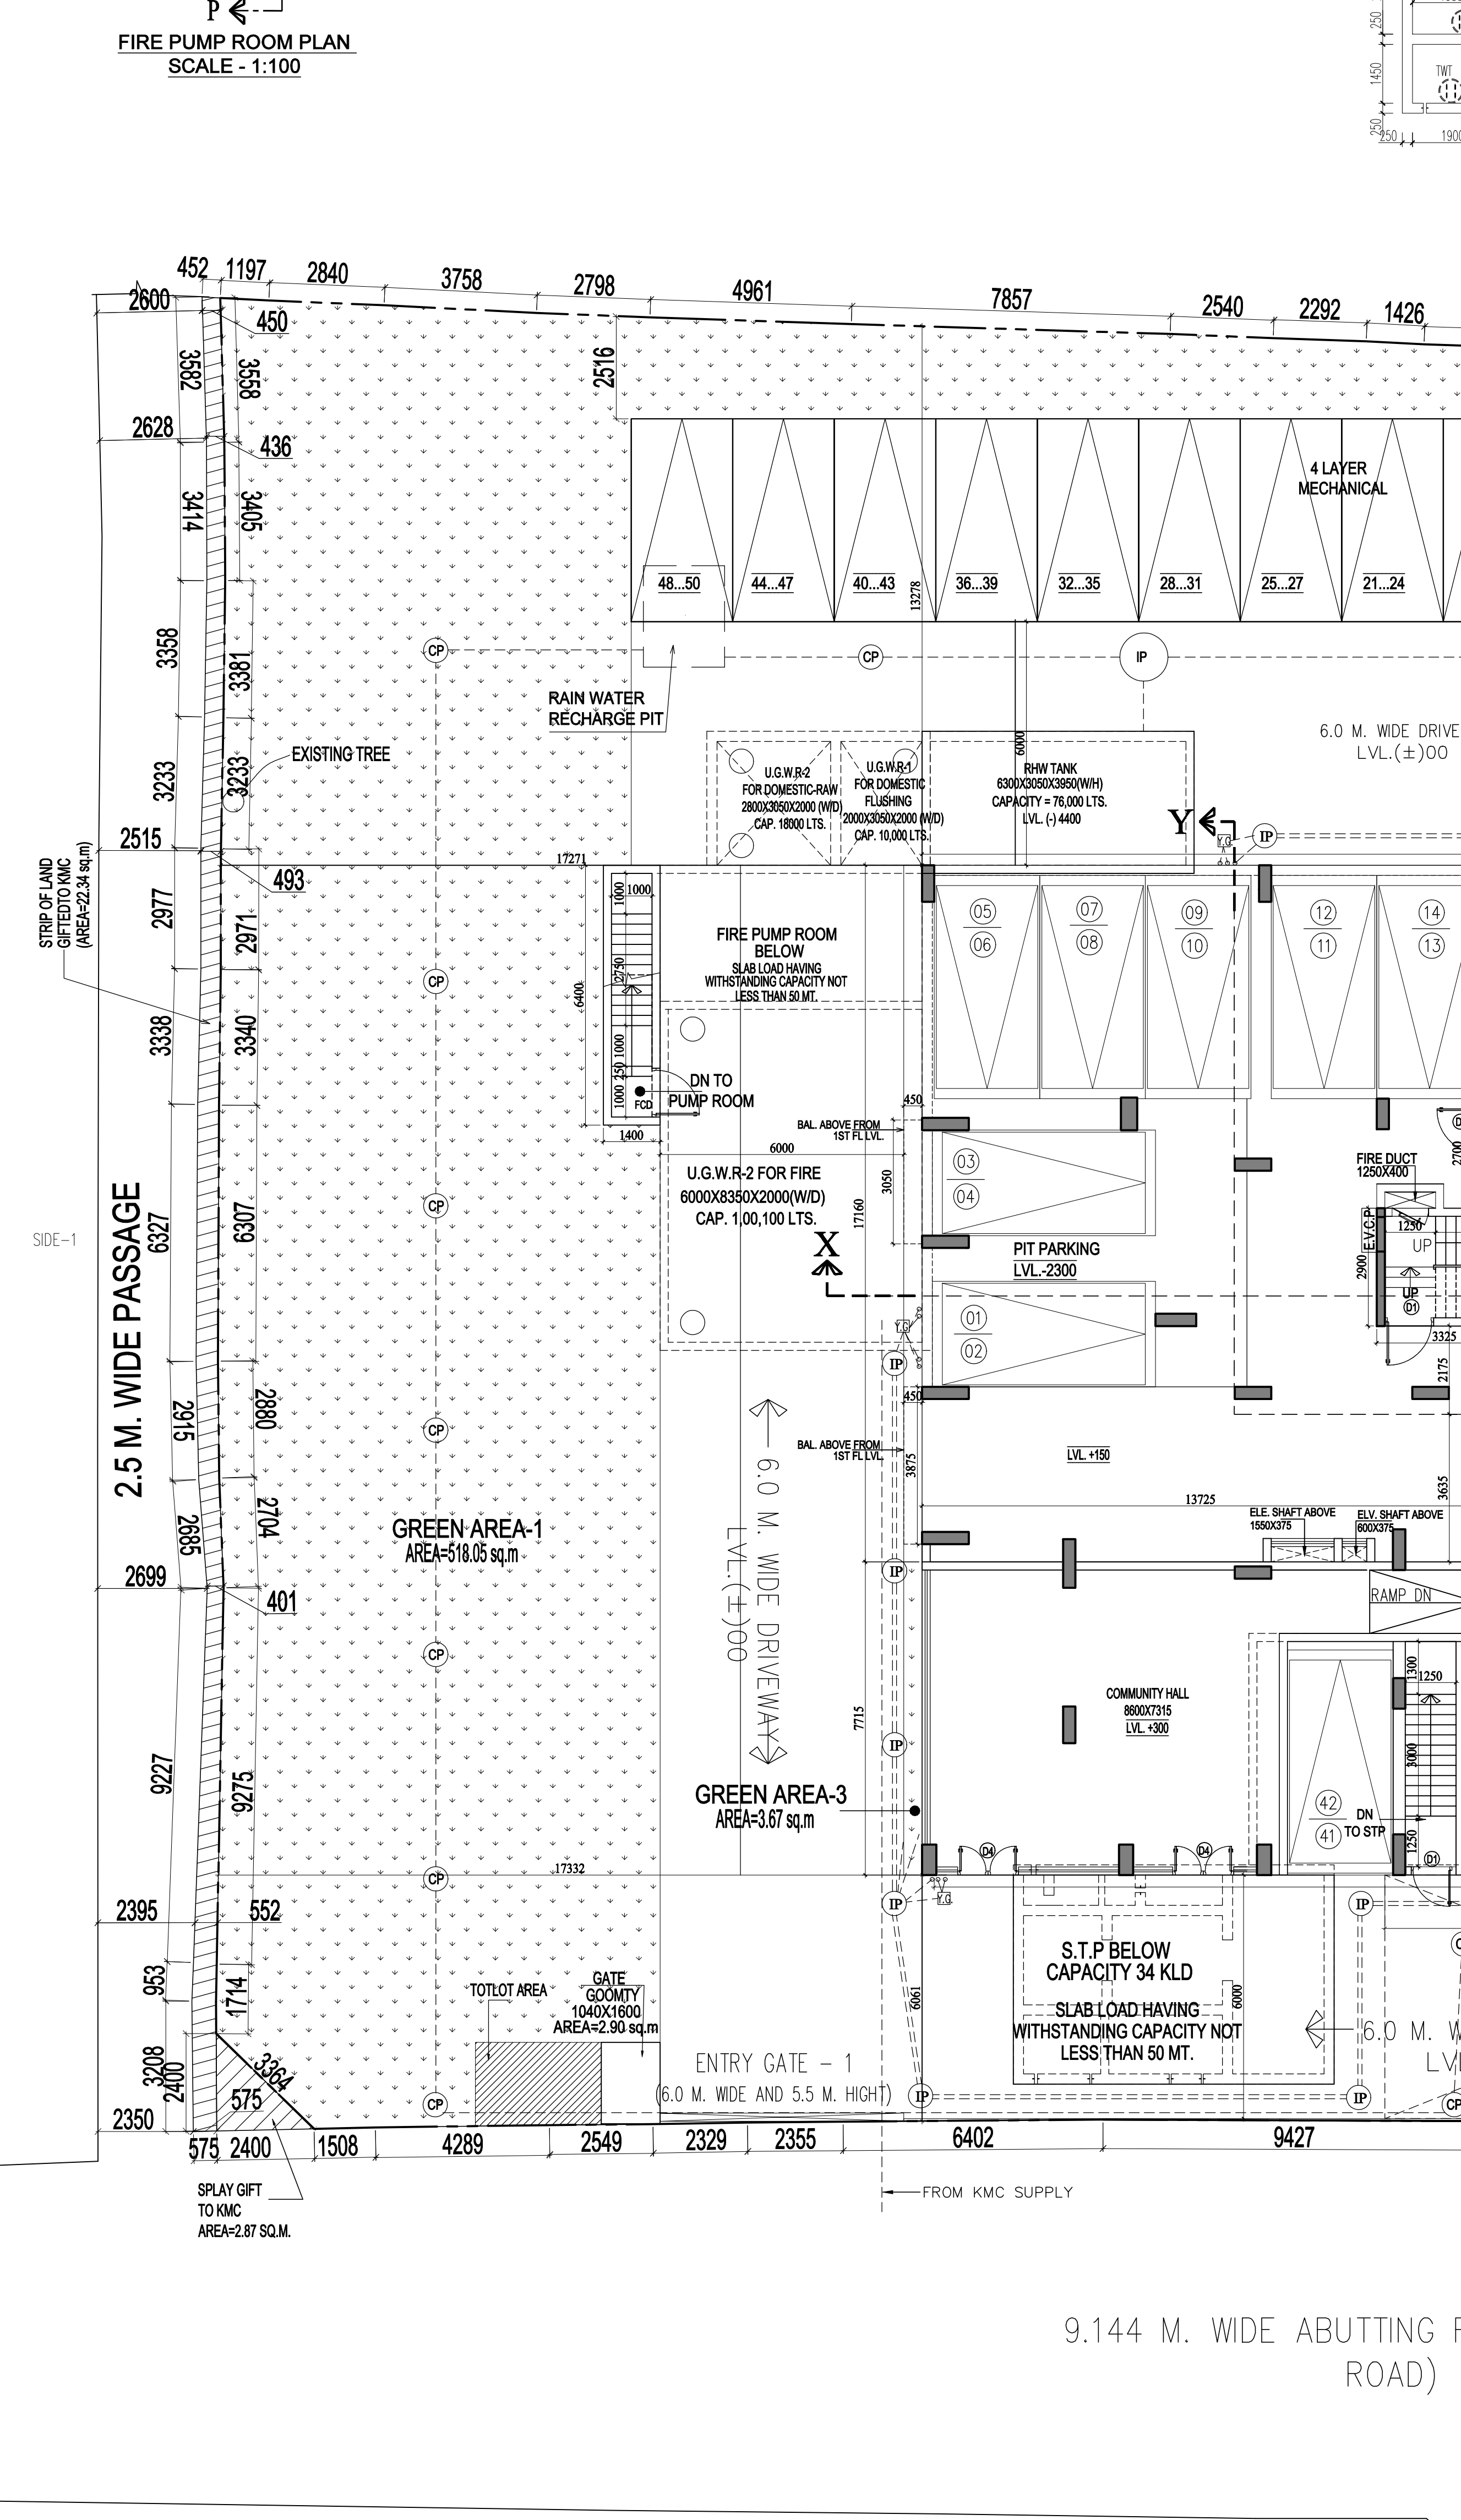 P
FIRE PUMP ROOM PLAN
SCALE - 1:100
250
1450
TWT
250
250
1900
452
1197
2840
3758
2798
4961
7857
2540
2292
1426
2600
450
3582
3558
2516
2628
436
3414
3405
4 LAYER
MECHANICAL
48...50
44...47
40...43
36...39
32...35
28...31
25...27
21...24
13278
3358
3381
CP
CP
IP
RAIN WATER
RECHARGE PIT
6.0 M. WIDE DRIVE
LVL.(±)00
EXISTING TREE
3233
3233
6000
U.G.W.R-2
FOR DOMESTIC-RAW
2800X3050X2000 (W/D)
CAP. 18000 LTS.
U.G.W.R-1
FOR DOMESTIC
FLUSHING
2000X3050X2000 (W/D)
CAP. 10,000 LTS.
RHW TANK
6300X3050X3950(W/H)
CAPACITY = 76,000 LTS.
LVL. (-) 4400
Y
Y.G
IP
2515
493
17271
STRIP OF LAND
GIFTEDTO KMC
(AREA=22.34 sq.m)
2977
2971
1000
1000
2750
6400
FIRE PUMP ROOM
BELOW
SLAB LOAD HAVING
WITHSTANDING CAPACITY NOT
LESS THAN 50 MT.
05
06
07
08
09
10
12
11
14
13
CP
3338
3340
1000
250
1000
FCD
DN TO
PUMP ROOM
1400
6000
450
BAL. ABOVE FROM
1ST FL LVL.
3050
17160
03
04
FIRE DUCT
1250X400
2700
U.G.W.R-2 FOR FIRE
6000X8350X2000(W/D)
CAP. 1,00,100 LTS.
CP
2.5 M. WIDE PASSAGE
SIDE-1
6327
6307
X
PIT PARKING
LVL.-2300
E.V.C.P
1250
UP
2900
UP
D1
3325
01
02
Y.G
IP
2175
2915
2880
CP
450
BAL. ABOVE FROM
1ST FL LVL.
3875
LVL. +150
3635
13725
6.0 M. WIDE DRIVEWAY
LVL.(±)00
2685
2704
GREEN AREA-1
AREA=518.05 sq.m
ELE. SHAFT ABOVE
1550X375
ELV. SHAFT ABOVE
600X375
2699
401
IP
RAMP DN
CP
1300
1250
COMMUNITY HALL
8600X7315
LVL. +300
7715
IP
3000
9227
9275
GREEN AREA-3
AREA=3.67 sq.m
42
41
DN
TO STP
1250
D1
D4
D4
17332
CP
2395
552
IP
Y.G.
IP
S.T.P BELOW
CAPACITY 34 KLD
SLAB LOAD HAVING
WITHSTANDING CAPACITY NOT
LESS THAN 50 MT.
6061
6000
953
1714
TOTLOT AREA
GATE
GOOMTY
1040X1600
AREA=2.90 sq.m
6.0 M. W
LV
3208
2400
3364
575
ENTRY GATE - 1
(6.0 M. WIDE AND 5.5 M. HIGHT)
CP
IP
IP
CP
2350
575
2400
1508
4289
2549
2329
2355
6402
9427
SPLAY GIFT
TO KMC
AREA=2.87 SQ.M.
FROM KMC SUPPLY
9.144 M. WIDE ABUTTING
ROAD)